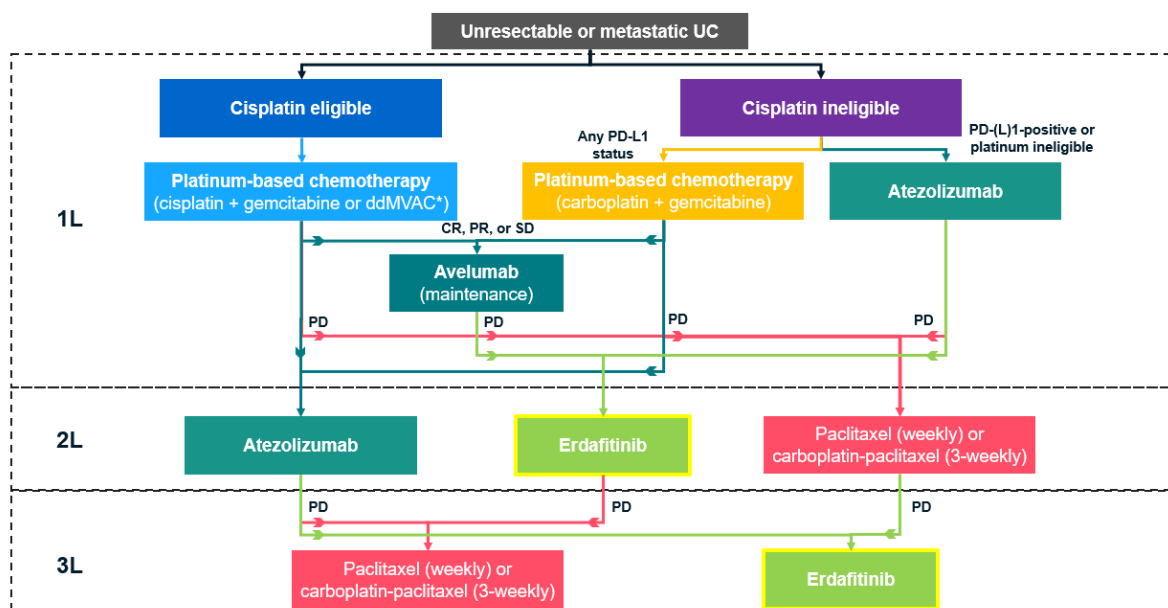 Unresectable or metastatic UC
Cisplatin eligible
Cisplatin ineligible
Any PD-L1
status
PD-(L)1-positive or
platinum ineligible
1L
Platinum-based chemotherapy
(cisplatin + gemcitabine or ddMVAC*)
Platinum-based chemotherapy
(carboplatin + gemcitabine)
Atezolizumab
CR, PR, or SD
Avelumab
(maintenance)
PD
PD
PD
PD
2L
Atezolizumab
Erdafitinib
Paclitaxel (weekly) or
carboplatin-paclitaxel (3-weekly)
PD
PD
PD
3L
Paclitaxel (weekly) or
carboplatin-paclitaxel (3-weekly)
Erdafitinib